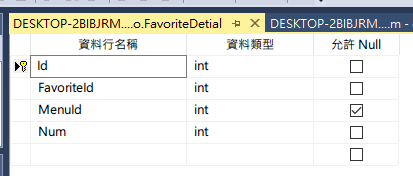 DESKTOP-2BIBJRM....o.FavoriteDetial
DESKTOP-2BIBJRM....m -
資料行名稱 資料類型 允許 Null
Id int
FavoriteId int
MenuId int
Num int